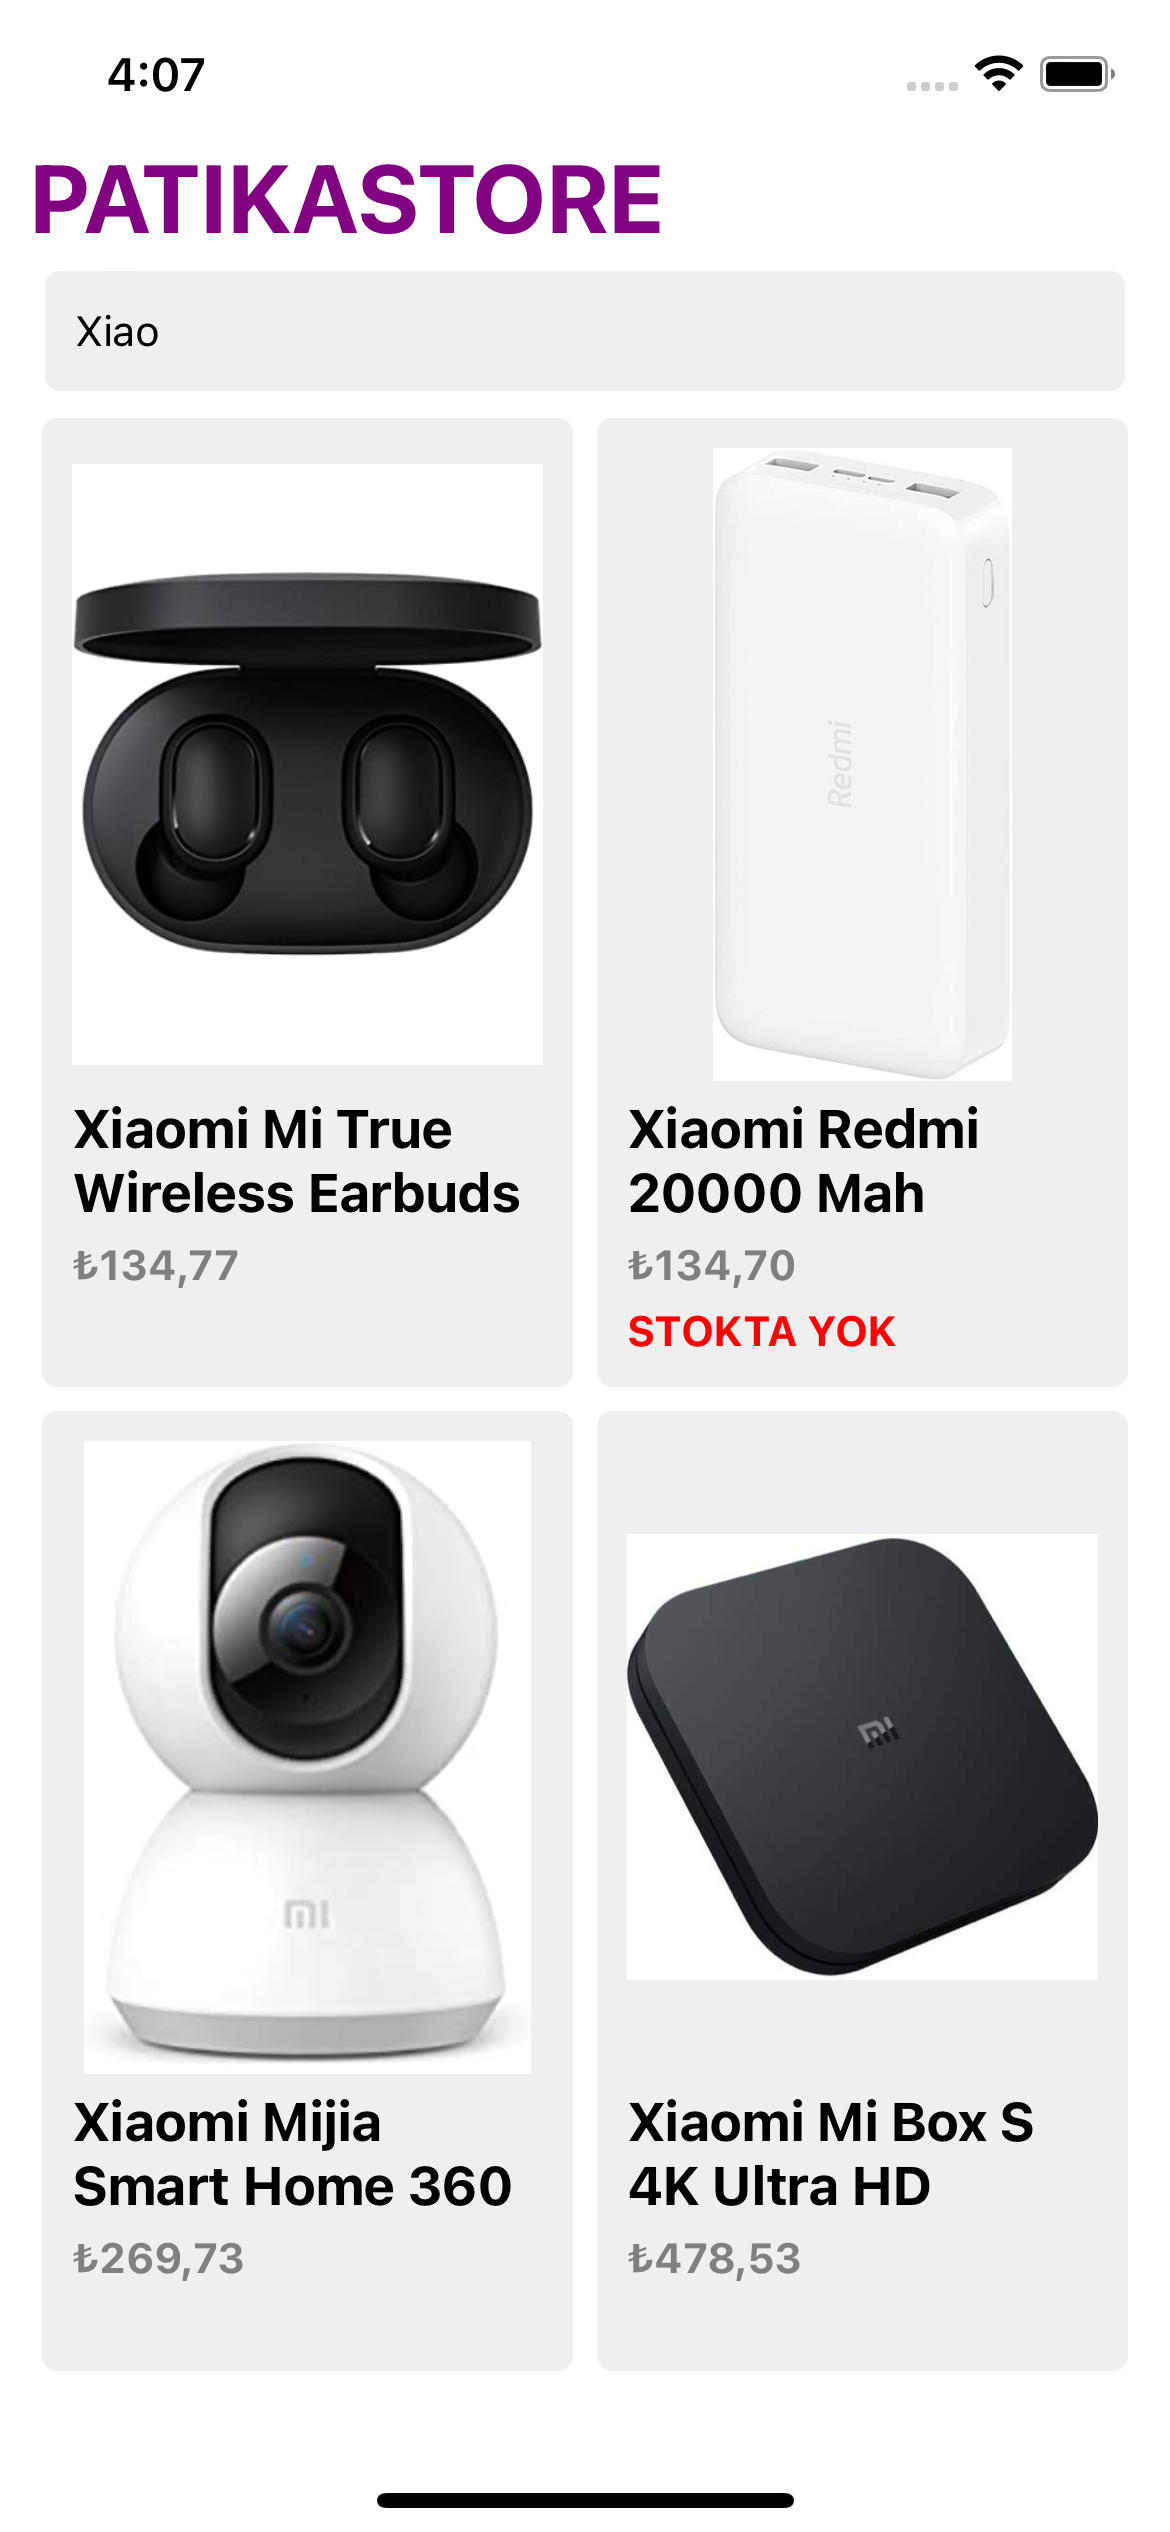 4:07
PATIKASTORE
Xiao
Redmi
Xiaomi Mi True
Wireless Earbuds
₺134,77
Xiaomi Redmi
20000 Mah
₺134,70
STOKTA YOK
mi
mi
Xiaomi Mijia
Smart Home 360
₺269,73
Xiaomi Mi Box S
4K Ultra HD
₺478,53